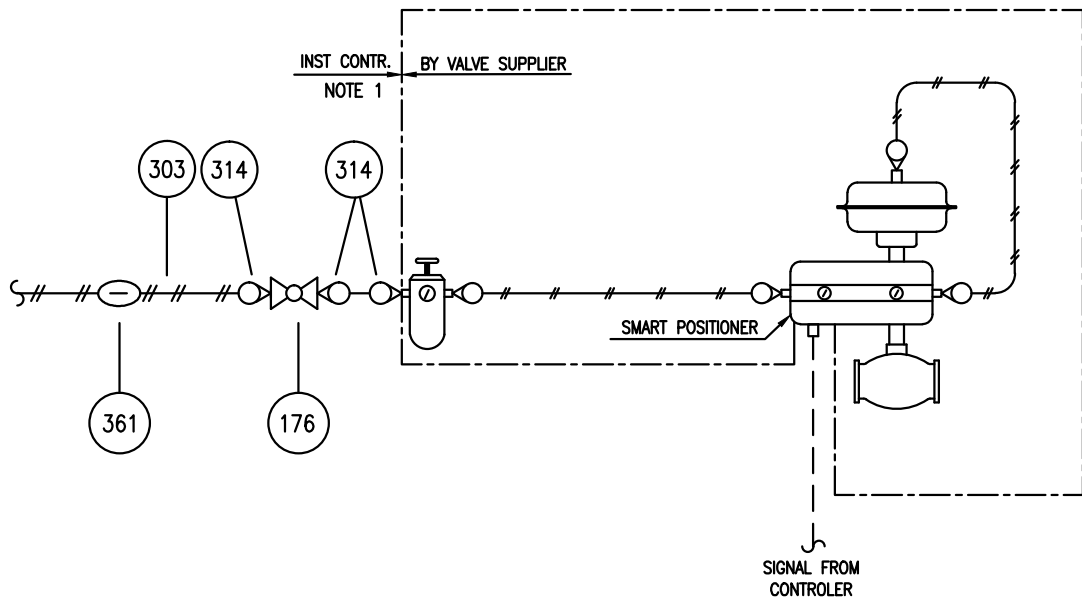 INST CONTR.
BY VALVE SUPPLIER
NOTE 1
303
314
314
SMART POSITIONER
361
176
SIGNAL FROM
CONTROLER